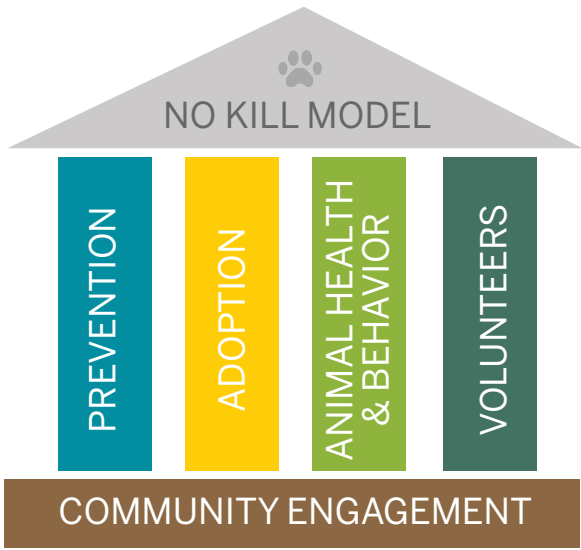 NO KILL MODEL
PREVENTION
ADOPTION
ANIMAL HEALTH
& BEHAVIOR
VOLUNTEERS
COMMUNITY ENGAGEMENT